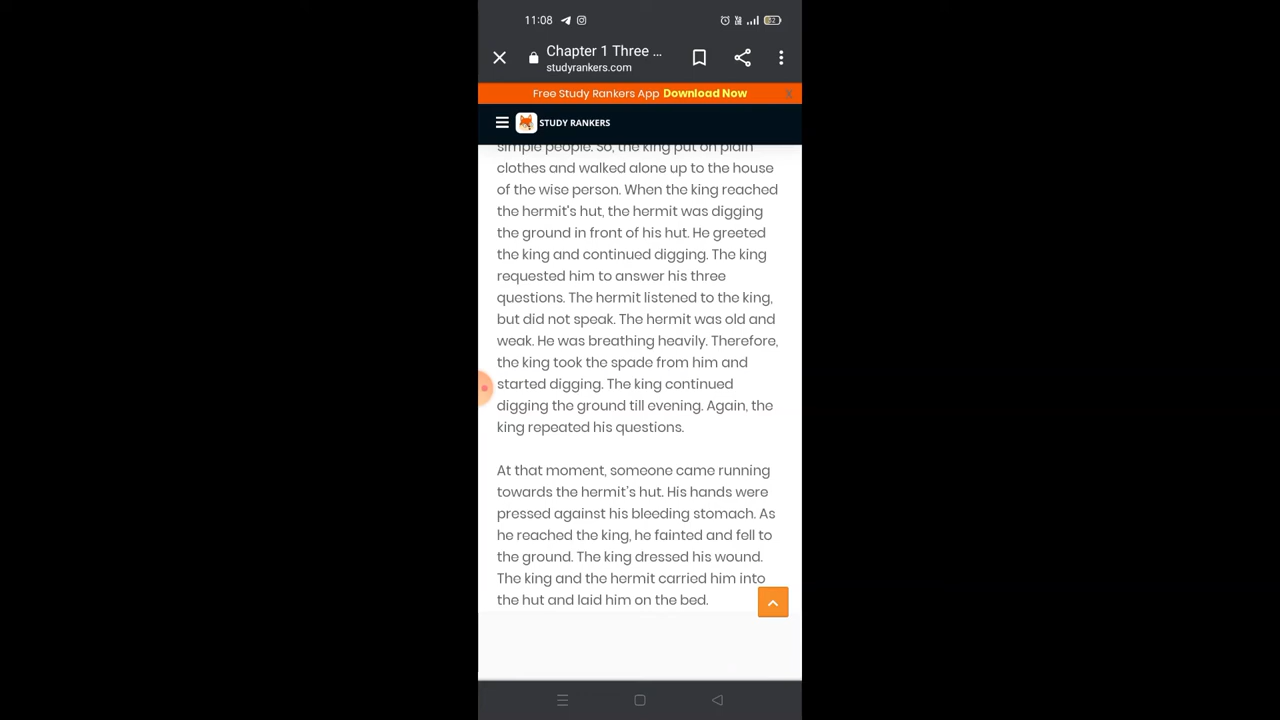 11:08
Chapter 1 Three ...
studyrankers.com
Free Study Rankers App Download Now X
STUDY RANKERS
simple people. So, the king put on plain
clothes and walked alone up to the house
of the wise person. When the king reached
the hermit's hut, the hermit was digging
the ground in front of his hut. He greeted
the king and continued digging. The king
requested him to answer his three
questions. The hermit listened to the king,
but did not speak. The hermit was old and
weak. He was breathing heavily. Therefore,
the king took the spade from him and
started digging. The king continued
digging the ground till evening. Again, the
king repeated his questions.
At that moment, someone came running
towards the hermit's hut. His hands were
pressed against his bleeding stomach. As
he reached the king, he fainted and fell to
the ground. The king dressed his wound.
The king and the hermit carried him into
the hut and laid him on the bed.